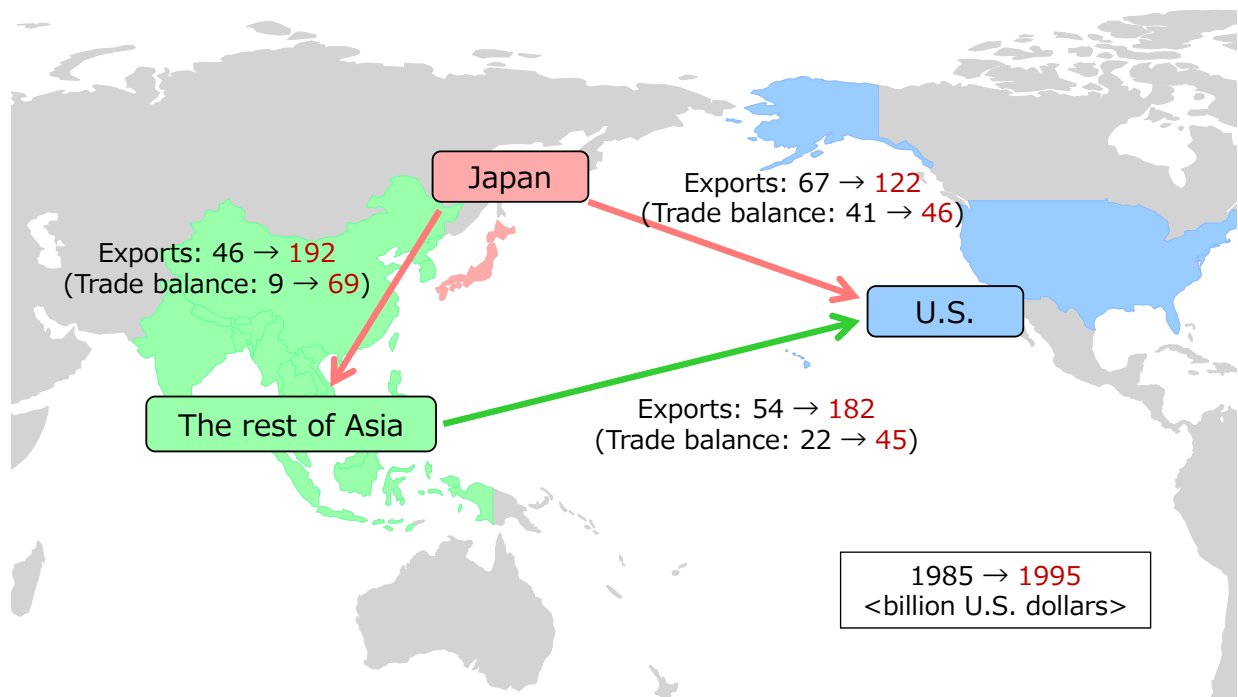 Japan
Exports: 67 → 122
(Trade balance: 41 → 46)
Exports: 46 → 192
(Trade balance: 9 → 69)
U.S.
The rest of Asia
Exports: 54 → 182
(Trade balance: 22 → 45)
1985 → 1995
<billion U.S. dollars>